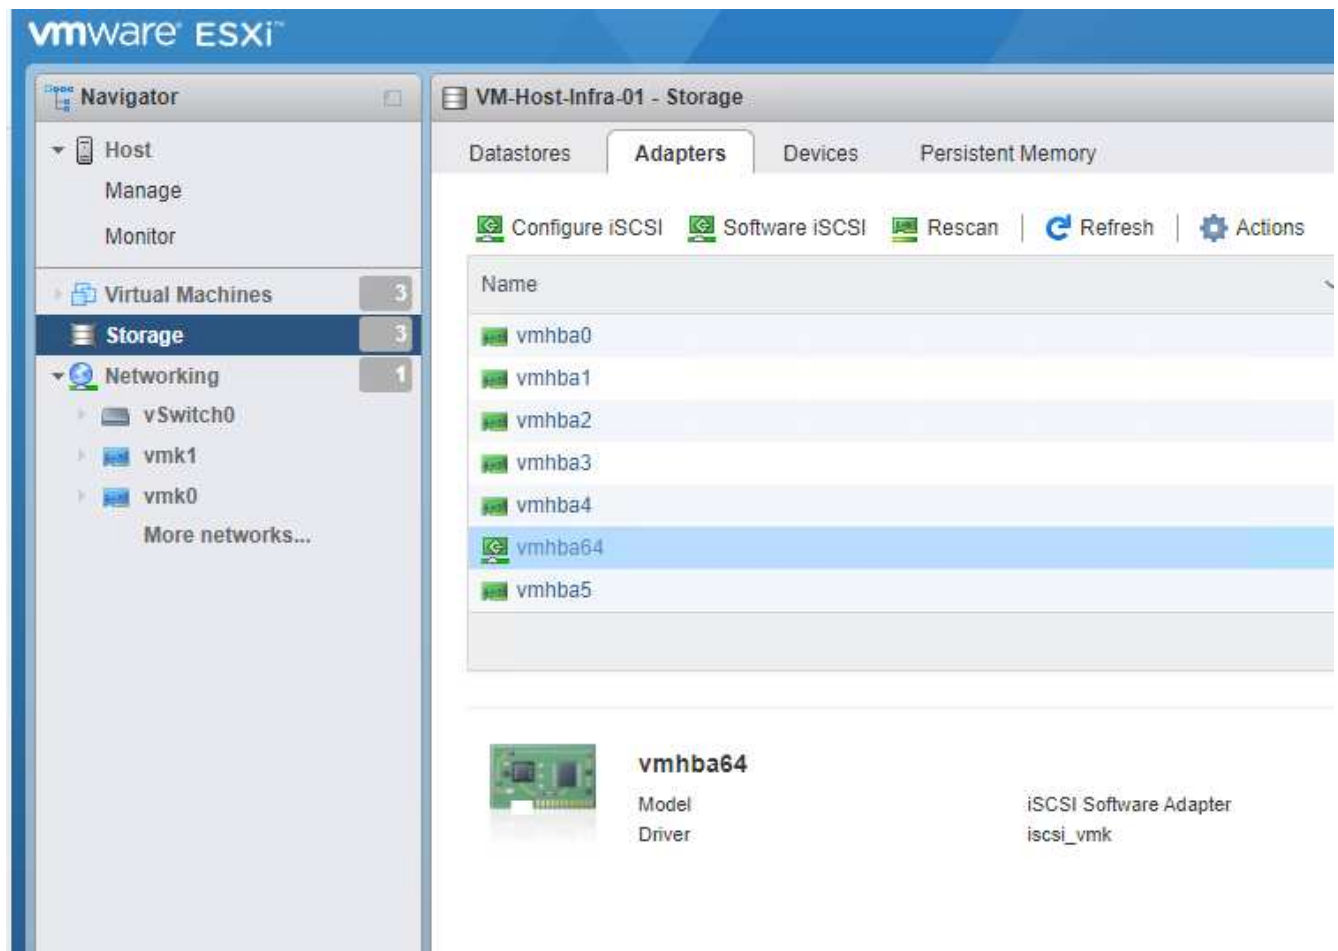 vmware ESXi™
Navigator
Host
Manage
Monitor
Virtual Machines 3
Storage 3
Networking 1
vSwitch0
vmk1
vmk0
More networks...
VM-Host-Infra-01 - Storage
Datastores Adapters Devices Persistent Memory
Configure iSCSI Software iSCSI Rescan | Refresh | Actions
Name
vmhba0
vmhba1
vmhba2
vmhba3
vmhba4
vmhba64
vmhba5
vmhba64
Model iSCSI Software Adapter
Driver iscsi_vmk